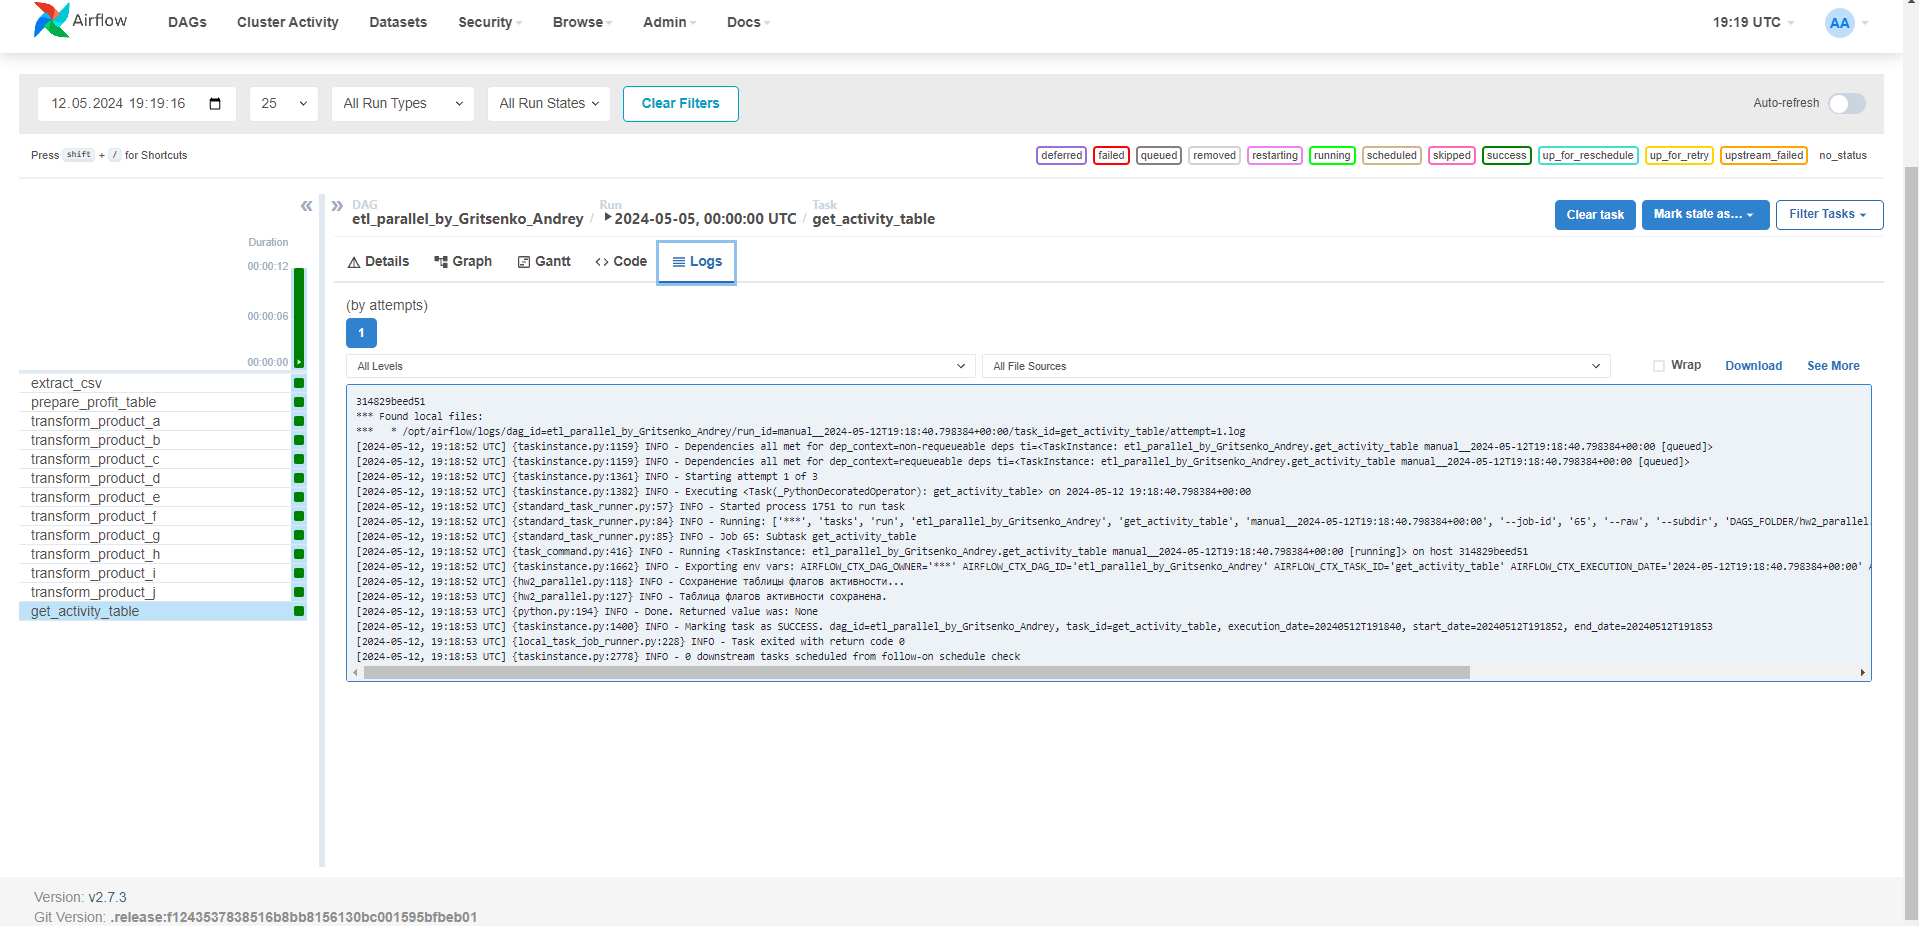 Airflow DAGs Cluster Activity Datasets Security Browse Admin Docs 19:19 UTC AA
12.05.2024 19:19:16 25 All Run Types All Run States Clear Filters Auto-refresh
Press shift + / for Shortcuts deferred failed queued removed restarting running scheduled skipped success up_for_reschedule up_for_retry upstream_failed no_status
DAG Run Task
etl_parallel_by_Gritsenko_Andrey / 2024-05-05, 00:00:00 UTC / get_activity_table Clear task Mark state as... Filter Tasks
Duration
00:00:12
00:00:06
00:00:00
extract_csv
prepare_profit_table
transform_product_a
transform_product_b
transform_product_c
transform_product_d
transform_product_e
transform_product_f
transform_product_g
transform_product_h
transform_product_i
transform_product_j
get_activity_table
Details Graph Gantt Code Logs
(by attempts)
1
All Levels All File Sources Wrap Download See More
314829beed51
*** Found local files:
***   * /opt/airflow/logs/dag_id=etl_parallel_by_Gritsenko_Andrey/run_id=manual__2024-05-12T19:18:40.798384+00:00/task_id=get_activity_table/attempt=1.log
[2024-05-12, 19:18:52 UTC] {taskinstance.py:1159} INFO - Dependencies all met for dep_context=non-requeueable deps ti=<TaskInstance: etl_parallel_by_Gritsenko_Andrey.get_activity_table manual__2024-05-12T19:18:40.798384+00:00 [queued]>
[2024-05-12, 19:18:52 UTC] {taskinstance.py:1159} INFO - Dependencies all met for dep_context=requeueable deps ti=<TaskInstance: etl_parallel_by_Gritsenko_Andrey.get_activity_table manual__2024-05-12T19:18:40.798384+00:00 [queued]>
[2024-05-12, 19:18:52 UTC] {taskinstance.py:1361} INFO - Starting attempt 1 of 3
[2024-05-12, 19:18:52 UTC] {taskinstance.py:1382} INFO - Executing <Task(_PythonDecoratedOperator): get_activity_table> on 2024-05-12 19:18:40.798384+00:00
[2024-05-12, 19:18:52 UTC] {standard_task_runner.py:57} INFO - Started process 1751 to run task
[2024-05-12, 19:18:52 UTC] {standard_task_runner.py:84} INFO - Running: ['***', 'tasks', 'run', 'etl_parallel_by_Gritsenko_Andrey', 'get_activity_table', 'manual__2024-05-12T19:18:40.798384+00:00', '--job-id', '65', '--raw', '--subdir', 'DAGS_FOLDER/hw2_parallel.
[2024-05-12, 19:18:52 UTC] {standard_task_runner.py:85} INFO - Job 65: Subtask get_activity_table
[2024-05-12, 19:18:52 UTC] {task_command.py:416} INFO - Running <TaskInstance: etl_parallel_by_Gritsenko_Andrey.get_activity_table manual__2024-05-12T19:18:40.798384+00:00 [running]> on host 314829beed51
[2024-05-12, 19:18:52 UTC] {taskinstance.py:1662} INFO - Exporting env vars: AIRFLOW_CTX_DAG_OWNER='***' AIRFLOW_CTX_DAG_ID='etl_parallel_by_Gritsenko_Andrey' AIRFLOW_CTX_TASK_ID='get_activity_table' AIRFLOW_CTX_EXECUTION_DATE='2024-05-12T19:18:40.798384+00:00'
[2024-05-12, 19:18:52 UTC] {hw2_parallel.py:118} INFO - Сохранение таблицы флагов активности...
[2024-05-12, 19:18:53 UTC] {hw2_parallel.py:127} INFO - Таблица флагов активности сохранена.
[2024-05-12, 19:18:53 UTC] {python.py:194} INFO - Done. Returned value was: None
[2024-05-12, 19:18:53 UTC] {taskinstance.py:1400} INFO - Marking task as SUCCESS. dag_id=etl_parallel_by_Gritsenko_Andrey, task_id=get_activity_table, execution_date=20240512T191840, start_date=20240512T191852, end_date=20240512T191853
[2024-05-12, 19:18:53 UTC] {local_task_job_runner.py:228} INFO - Task exited with return code 0
[2024-05-12, 19:18:53 UTC] {taskinstance.py:2778} INFO - 0 downstream tasks scheduled from follow-on schedule check
Version: v2.7.3
Git Version: .release:f1243537838516b8bb8156130bc001595bfbeb01